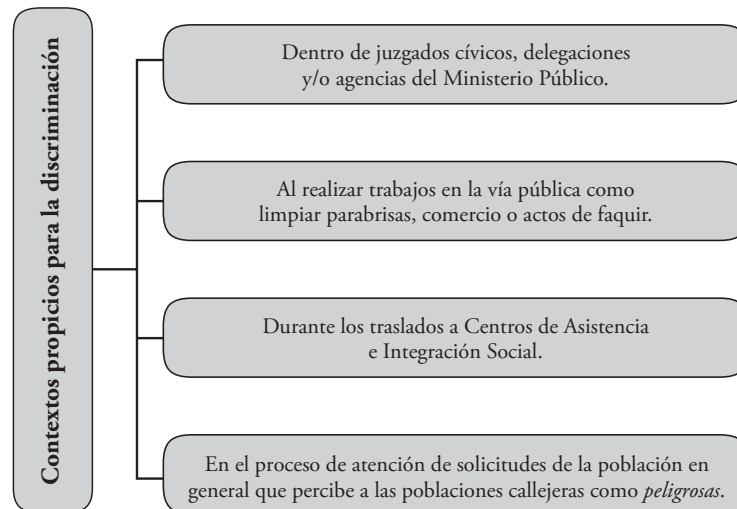 Contextos propicios para la discriminación
Dentro de juzgados cívicos, delegaciones
y/o agencias del Ministerio Público.
Al realizar trabajos en la vía pública como
limpiar parabrisas, comercio o actos de faquir.
Durante los traslados a Centros de Asistencia
e Integración Social.
En el proceso de atención de solicitudes de la población en
general que percibe a las poblaciones callejeras como peligrosas.